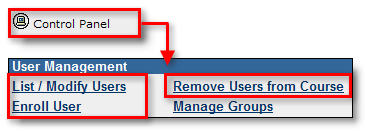 Control Panel
User Management
List / Modify Users Remove Users from Course
Enroll User Manage Groups